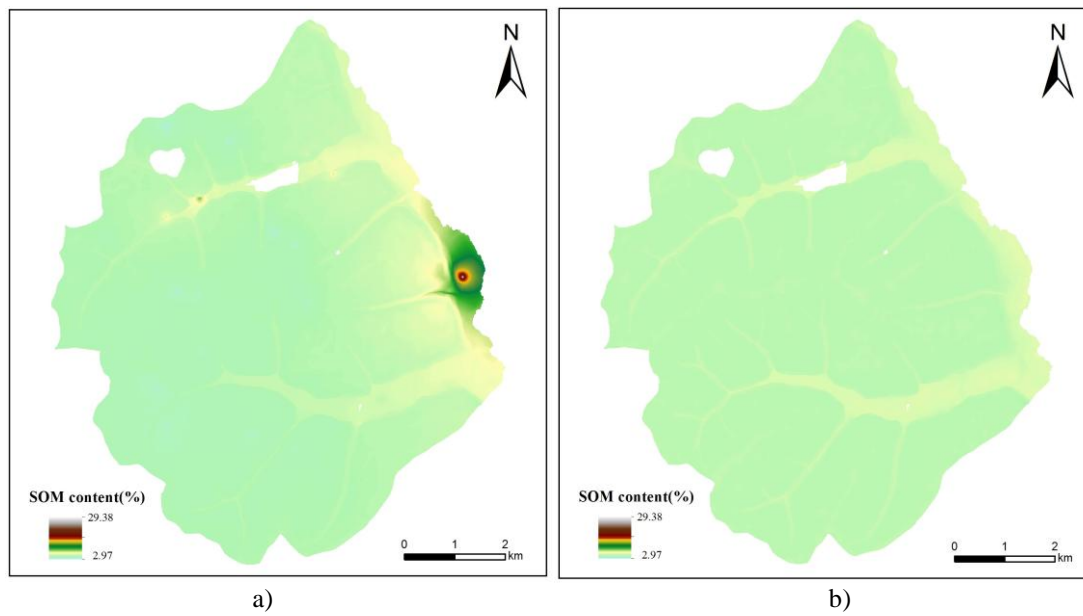 N
SOM content(%)
29.38
2.97
0 1 2
km
a)
N
SOM content(%)
29.38
2.97
0 1 2
km
b)